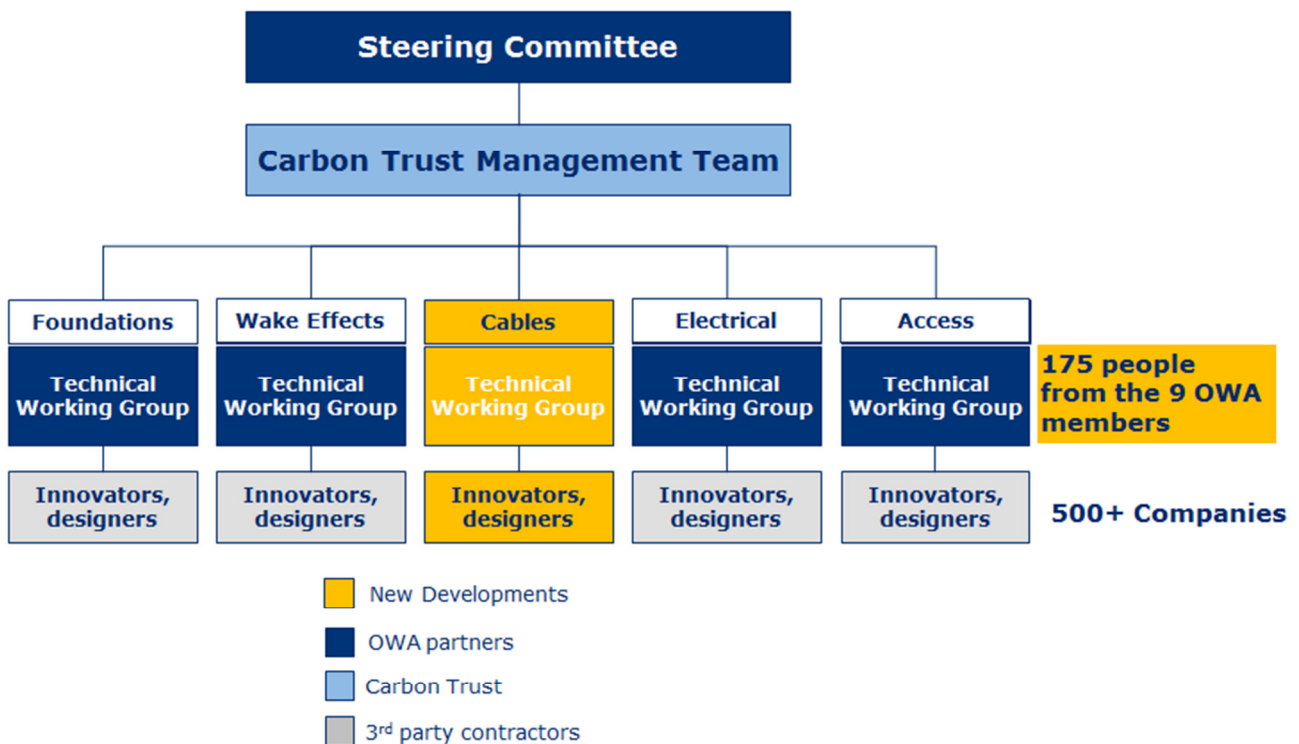 Steering Committee
Carbon Trust Management Team
Foundations
Wake Effects
Cables
Electrical
Access
Technical
Working Group
Technical
Working Group
Technical
Working Group
Technical
Working Group
Technical
Working Group
175 people
from the 9 OWA
members
Innovators,
designers
Innovators,
designers
Innovators,
designers
Innovators,
designers
Innovators,
designers
500+ Companies
New Developments
OWA partners
Carbon Trust
3rd party contractors